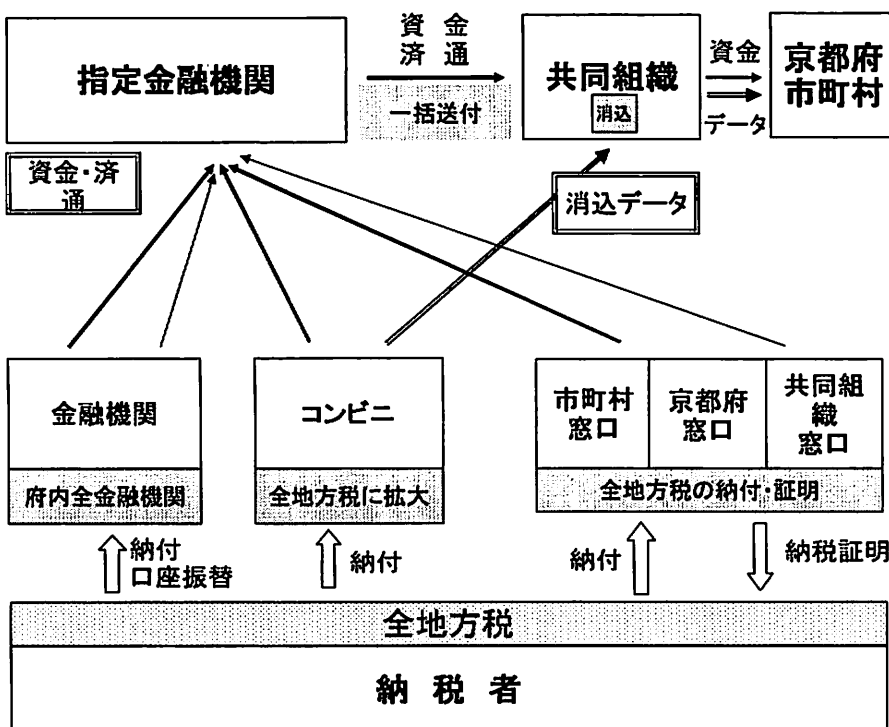 指定金融機関
資 金
済 通
一括送付
共同組織
消込
資金
データ
京都府
市町村
資金・済
通
消込データ
金融機関
府内全金融機関
コンビニ
全地方税に拡大
市町村
窓口
京都府
窓口
共同組
織
窓口
全地方税の納付・証明
納付
口座振替
納付
納付
納税証明
全地方税
納 税 者